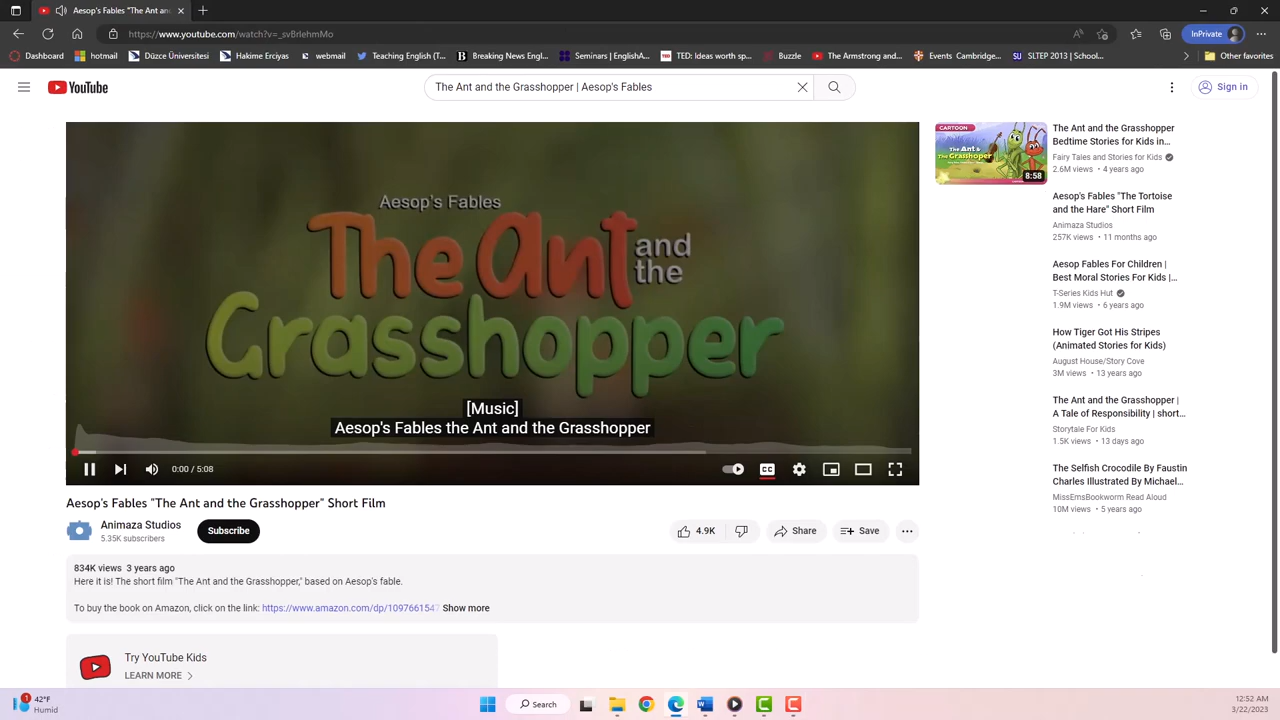 Aesop's Fables "The Ant anc
https://www.youtube.com/watch?v=_svBrlehmMo
InPrivate
Dashboard
hotmail
Düzce Üniversitesi
Hakime Erciyas
webmail
Teaching English (T...
Breaking News Engl...
Seminars | EnglishA...
TED: Ideas worth sp...
Buzzle
The Armstrong and...
Events Cambridge...
SLTEP 2013 | School...
Other favorites
YouTube
The Ant and the Grasshopper | Aesop's Fables
Sign in
Aesop's Fables
The Ant and the
Grasshopper
[Music]
Aesop's Fables the Ant and the Grasshopper
0:00 / 5:08
CC
Aesop's Fables "The Ant and the Grasshopper" Short Film
Animaza Studios
5.35K subscribers
Subscribe
4.9K
Share
Save
834K views 3 years ago
Here it is! The short film "The Ant and the Grasshopper," based on Aesop's fable.
To buy the book on Amazon, click on the link: https://www.amazon.com/dp/1097661547 Show more
Try YouTube Kids
LEARN MORE
CARTOON
The Ant &
The Grasshoper
8:58
The Ant and the Grasshopper
Bedtime Stories for Kids in...
Fairy Tales and Stories for Kids
2.6M views • 4 years ago
Aesop's Fables "The Tortoise
and the Hare" Short Film
Animaza Studios
257K views • 11 months ago
Aesop Fables For Children |
Best Moral Stories For Kids |...
T-Series Kids Hut
1.9M views • 6 years ago
How Tiger Got His Stripes
(Animated Stories for Kids)
August House/Story Cove
3M views • 13 years ago
The Ant and the Grasshopper |
A Tale of Responsibility | short...
Storytale For Kids
1.5K views • 13 days ago
The Selfish Crocodile By Faustin
Charles Illustrated By Michael...
MissEmsBookworm Read Aloud
10M views • 5 years ago
1
42°F
Humid
Search
12:52 AM
3/22/2023